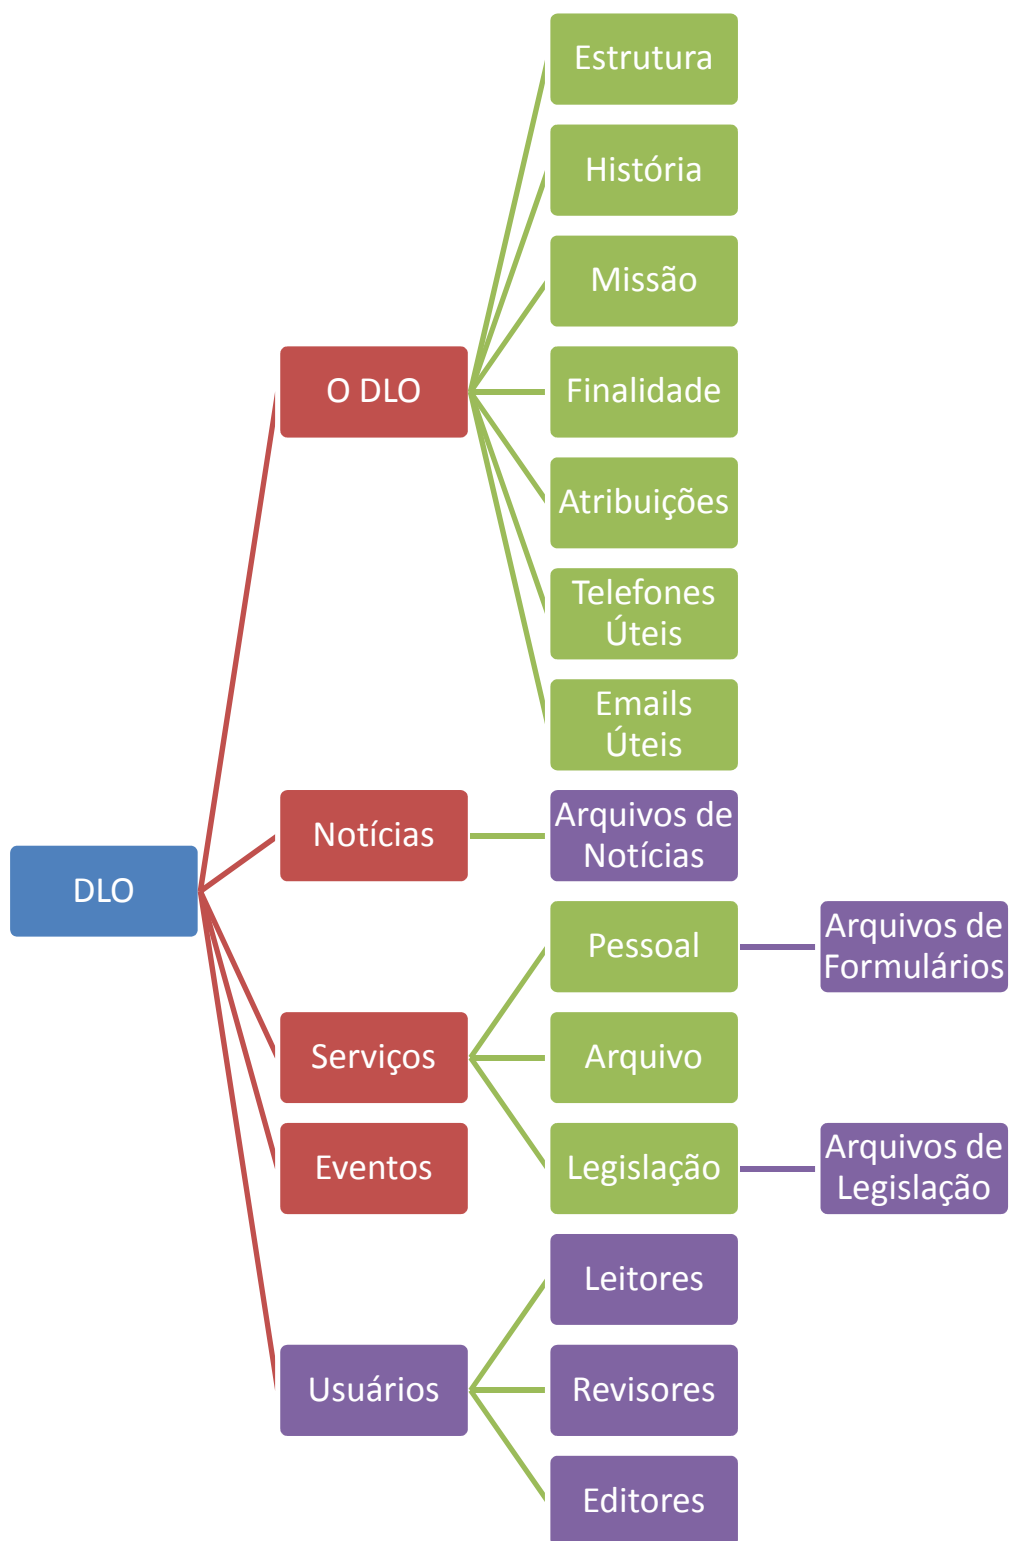 Estrutura
História
Missão
O DLO
Finalidade
Atribuições
Telefones
Úteis
Emails
Úteis
Notícias
Arquivos de
Notícias
DLO
Pessoal
Arquivos de
Formulários
Serviços
Arquivo
Eventos
Legislação
Arquivos de
Legislação
Leitores
Usuários
Revisores
Editores